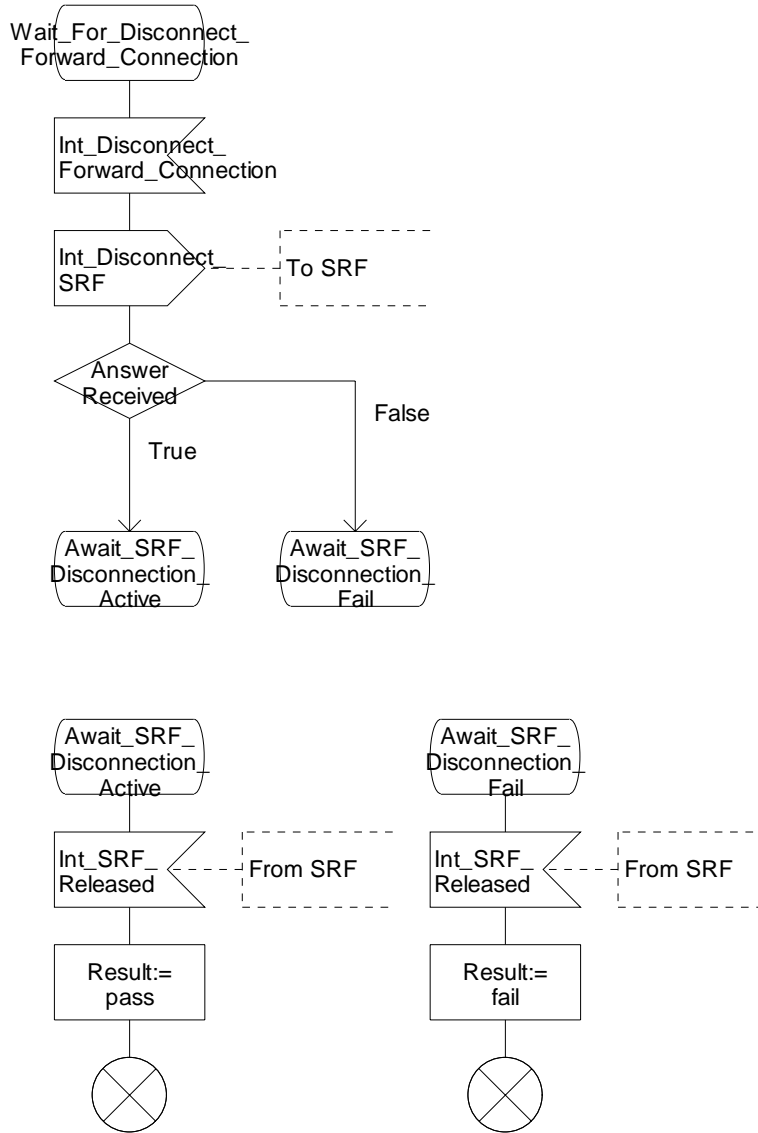 Wait_For_Disconnect_
Forward_Connection
Int_Disconnect_
Forward_Connection
Int_Disconnect_
SRF
To SRF
Answer
Received
False
True
Await_SRF_
Disconnection_
Active
Await_SRF_
Disconnection_
Fail
Await_SRF_
Disconnection_
Active
Await_SRF_
Disconnection_
Fail
Int_SRF_
Released
From SRF
Int_SRF_
Released
From SRF
Result:=
pass
Result:=
fail